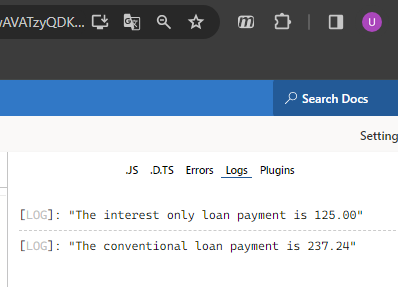 wAVATzyQDK...
U
Search Docs
Setting
.JS .D.TS Errors Logs Plugins
[LOG]: "The interest only loan payment is 125.00"
[LOG]: "The conventional loan payment is 237.24"